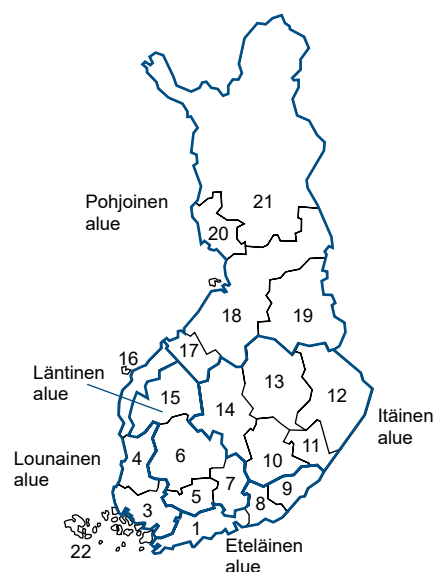 21
Pohjoinen
alue
20
18
19
17
16
Läntinen
alue
15
13
12
14
Itäinen
alue
11
Lounainen
alue
4
6
10
5
7
9
8
3
1
22
Eteläinen
alue